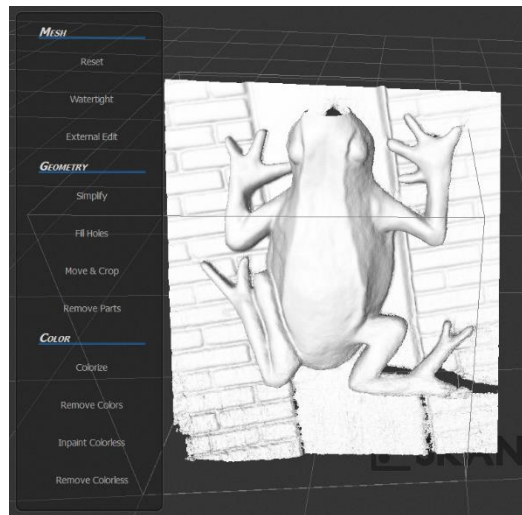 MESH
Reset
Watertight
External Edit
GEOMETRY
Simplify
Fill Holes
Move & Crop
Remove Parts
COLOR
Colorize
Remove Colors
Inpaint Colorless
Remove Colorless
SKAN